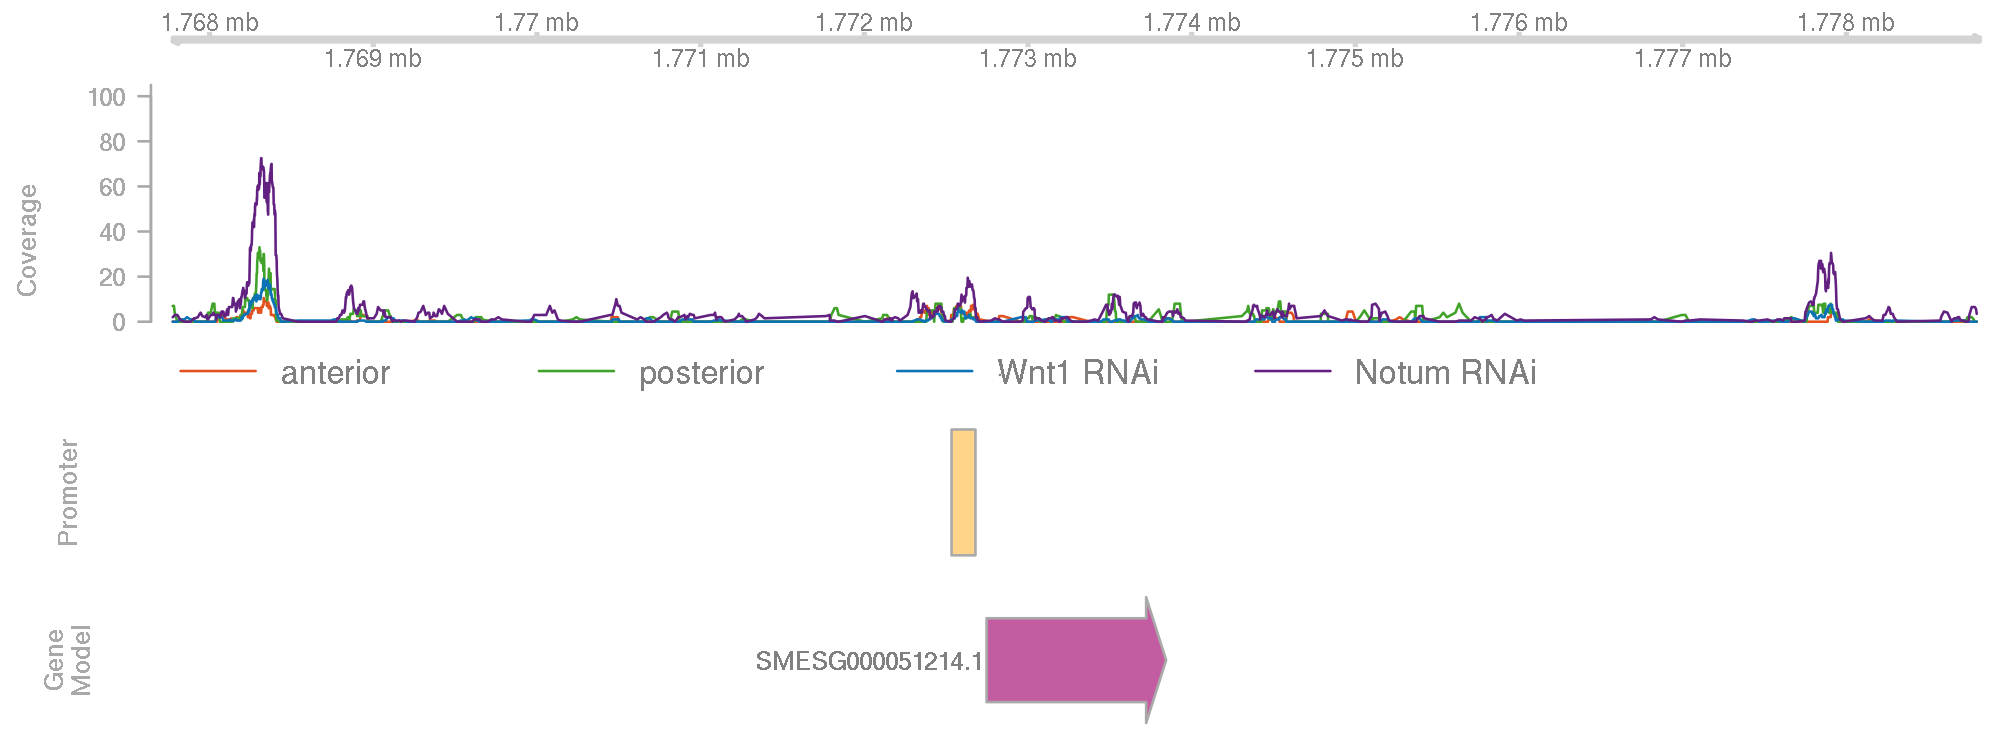 1.768 mb 1.77 mb 1.772 mb 1.774 mb 1.776 mb 1.778 mb
1.769 mb 1.771 mb 1.773 mb 1.775 mb 1.777 mb
100
80
60
40
20
0
Coverage
anterior posterior Wnt1 RNAi Notum RNAi
Promoter
Gene
Model
SMESG000051214.1